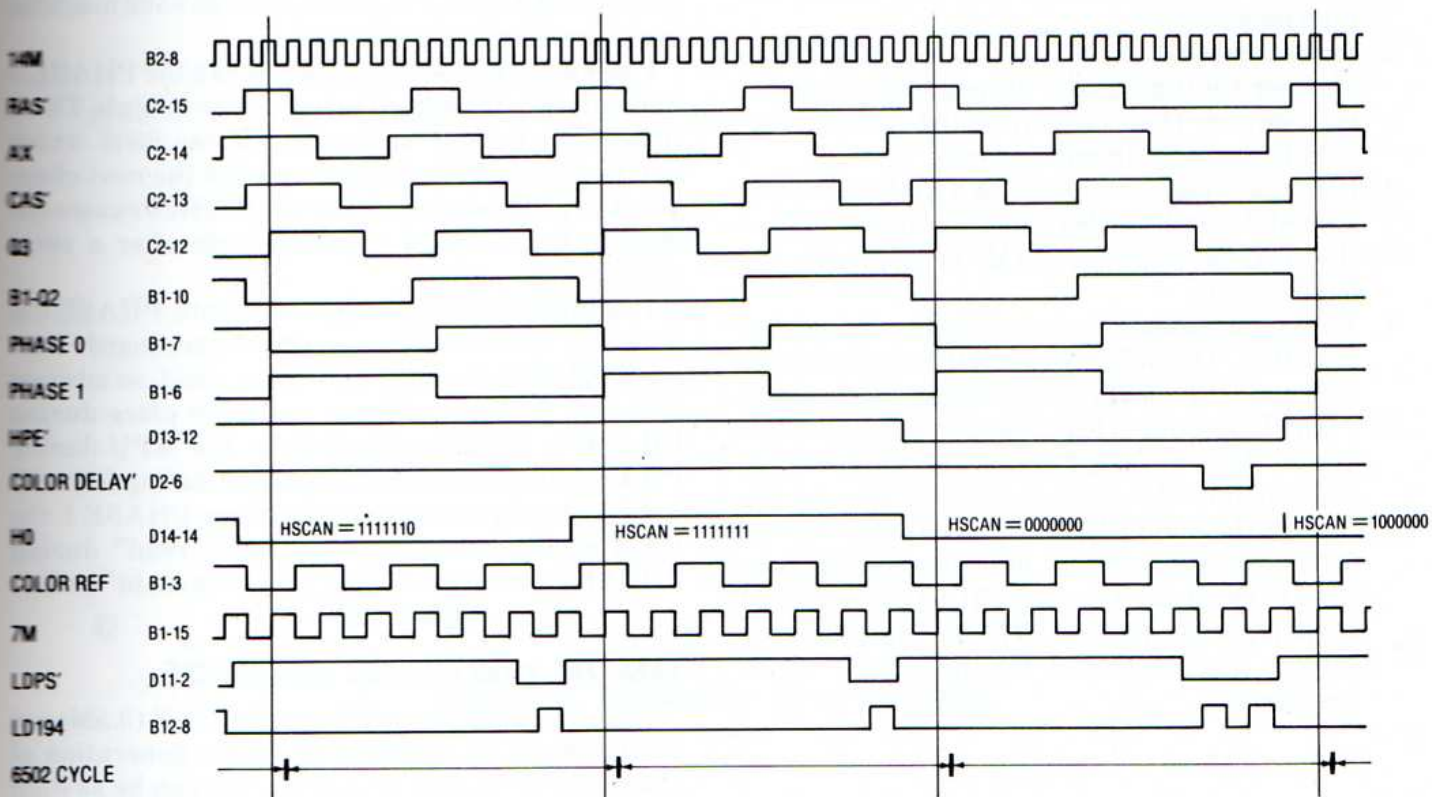 14M B2-8
RAS' C2-15
AX C2-14
CAS' C2-13
Q3 C2-12
B1-Q2 B1-10
PHASE 0 B1-7
PHASE 1 B1-6
HPE' D13-12
COLOR DELAY' D2-6
H0 D14-14 HSCAN = 1111110 HSCAN = 1111111 HSCAN = 0000000 HSCAN = 1000000
COLOR REF B1-3
7M B1-15
LDPS' D11-2
LD194 B12-8
6502 CYCLE